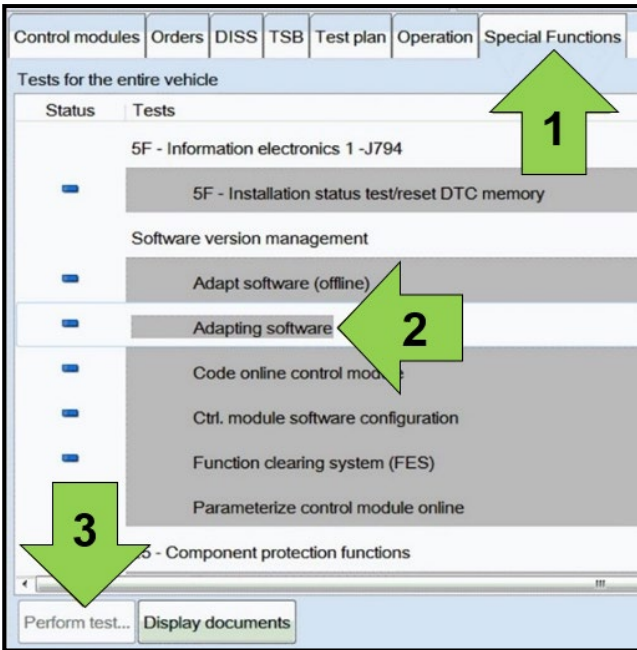 Control modules Orders DISS TSB Test plan Operation Special Functions
Tests for the entire vehicle
Status Tests
1
5F - Information electronics 1 -J794
5F - Installation status test/reset DTC memory
Software version management
Adapt software (offline)
Adapting software
2
Code online control module
Ctrl. module software configuration
Function clearing system (FES)
Parameterize control module online
3
5 - Component protection functions
Perform test... Display documents